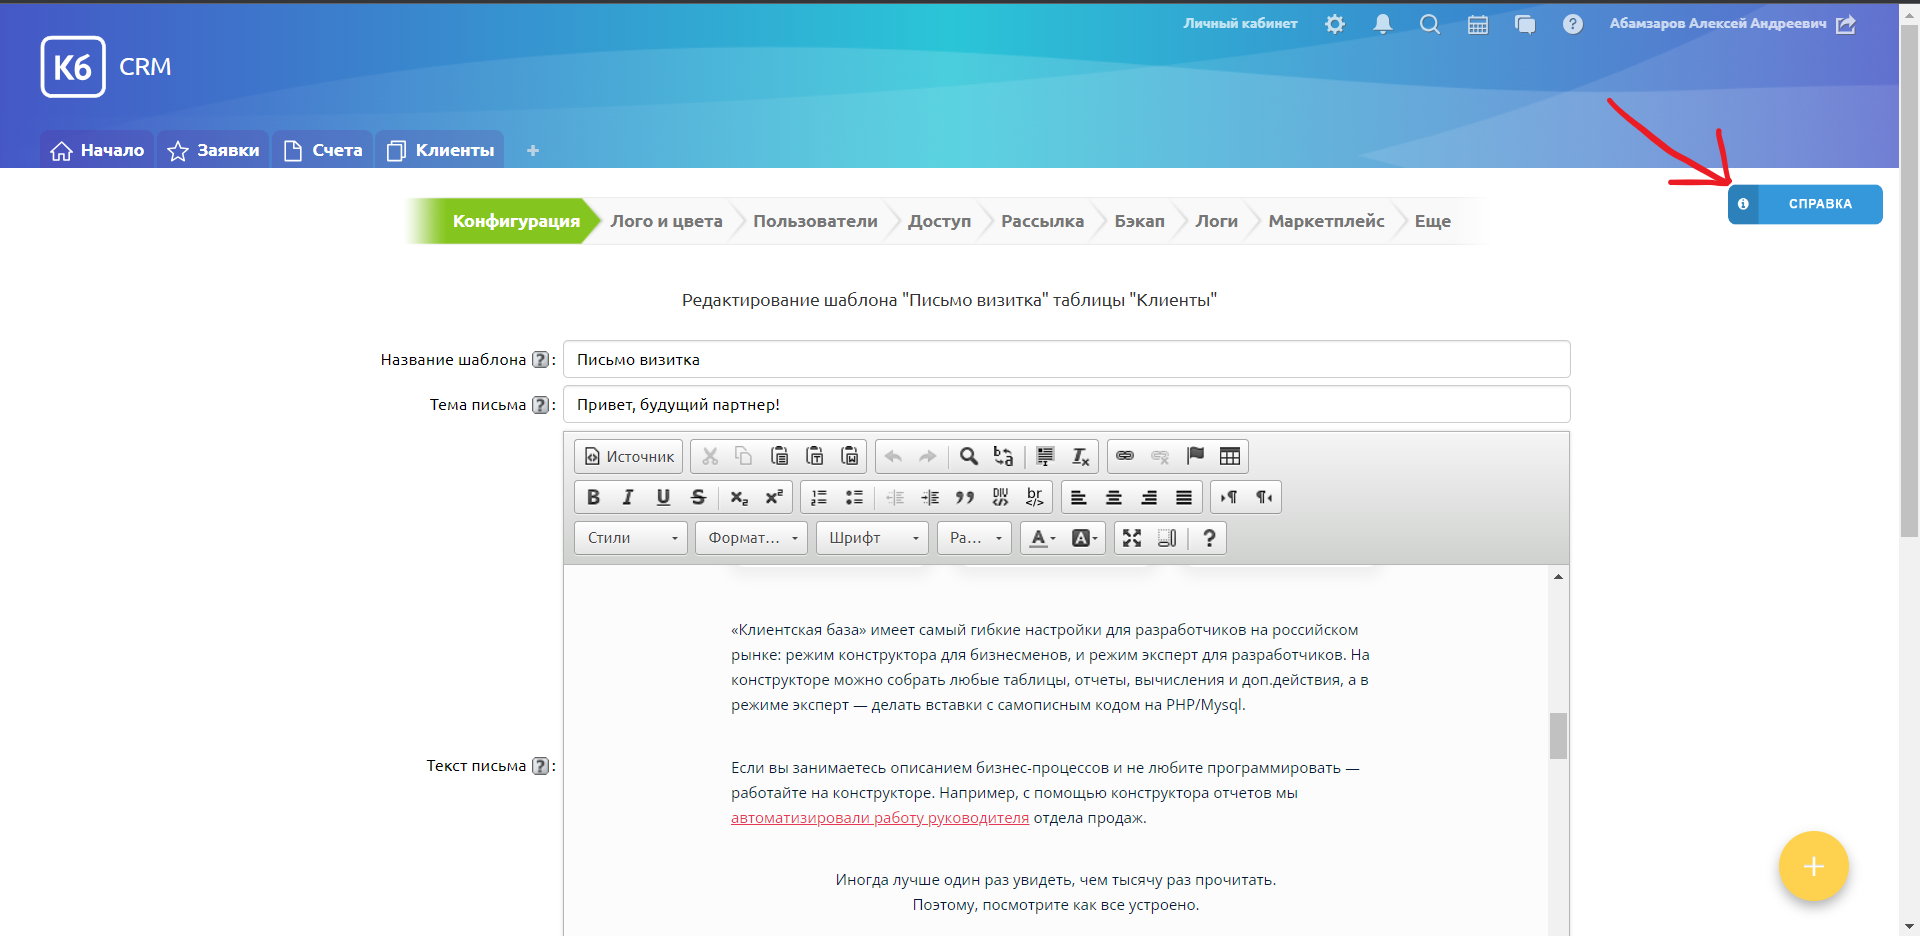 Личный кабинет
Абамзаров Алексей Андреевич
К6 CRM
Начало Заявки Счета Клиенты +
Конфигурация Лого и цвета Пользователи Доступ Рассылка Бэкап Логи Маркетплейс Еще
СПРАВКА
Редактирование шаблона "Письмо визитка" таблицы "Клиенты"
Название шаблона ? : Письмо визитка
Тема письма ? : Привет, будущий партнер!
Источник
Стили Формат... Шрифт Ра...
«Клиентская база» имеет самый гибкие настройки для разработчиков на российском
рынке: режим конструктора для бизнесменов, и режим эксперт для разработчиков. На
конструкторе можно собрать любые таблицы, отчеты, вычисления и доп.действия, а в
режиме эксперт — делать вставки с самописным кодом на PHP/Mysql.
Текст письма ? :
Если вы занимаетесь описанием бизнес-процессов и не любите программировать —
работайте на конструкторе. Например, с помощью конструктора отчетов мы
автоматизировали работу руководителя отдела продаж.
Иногда лучше один раз увидеть, чем тысячу раз прочитать.
Поэтому, посмотрите как все устроено.